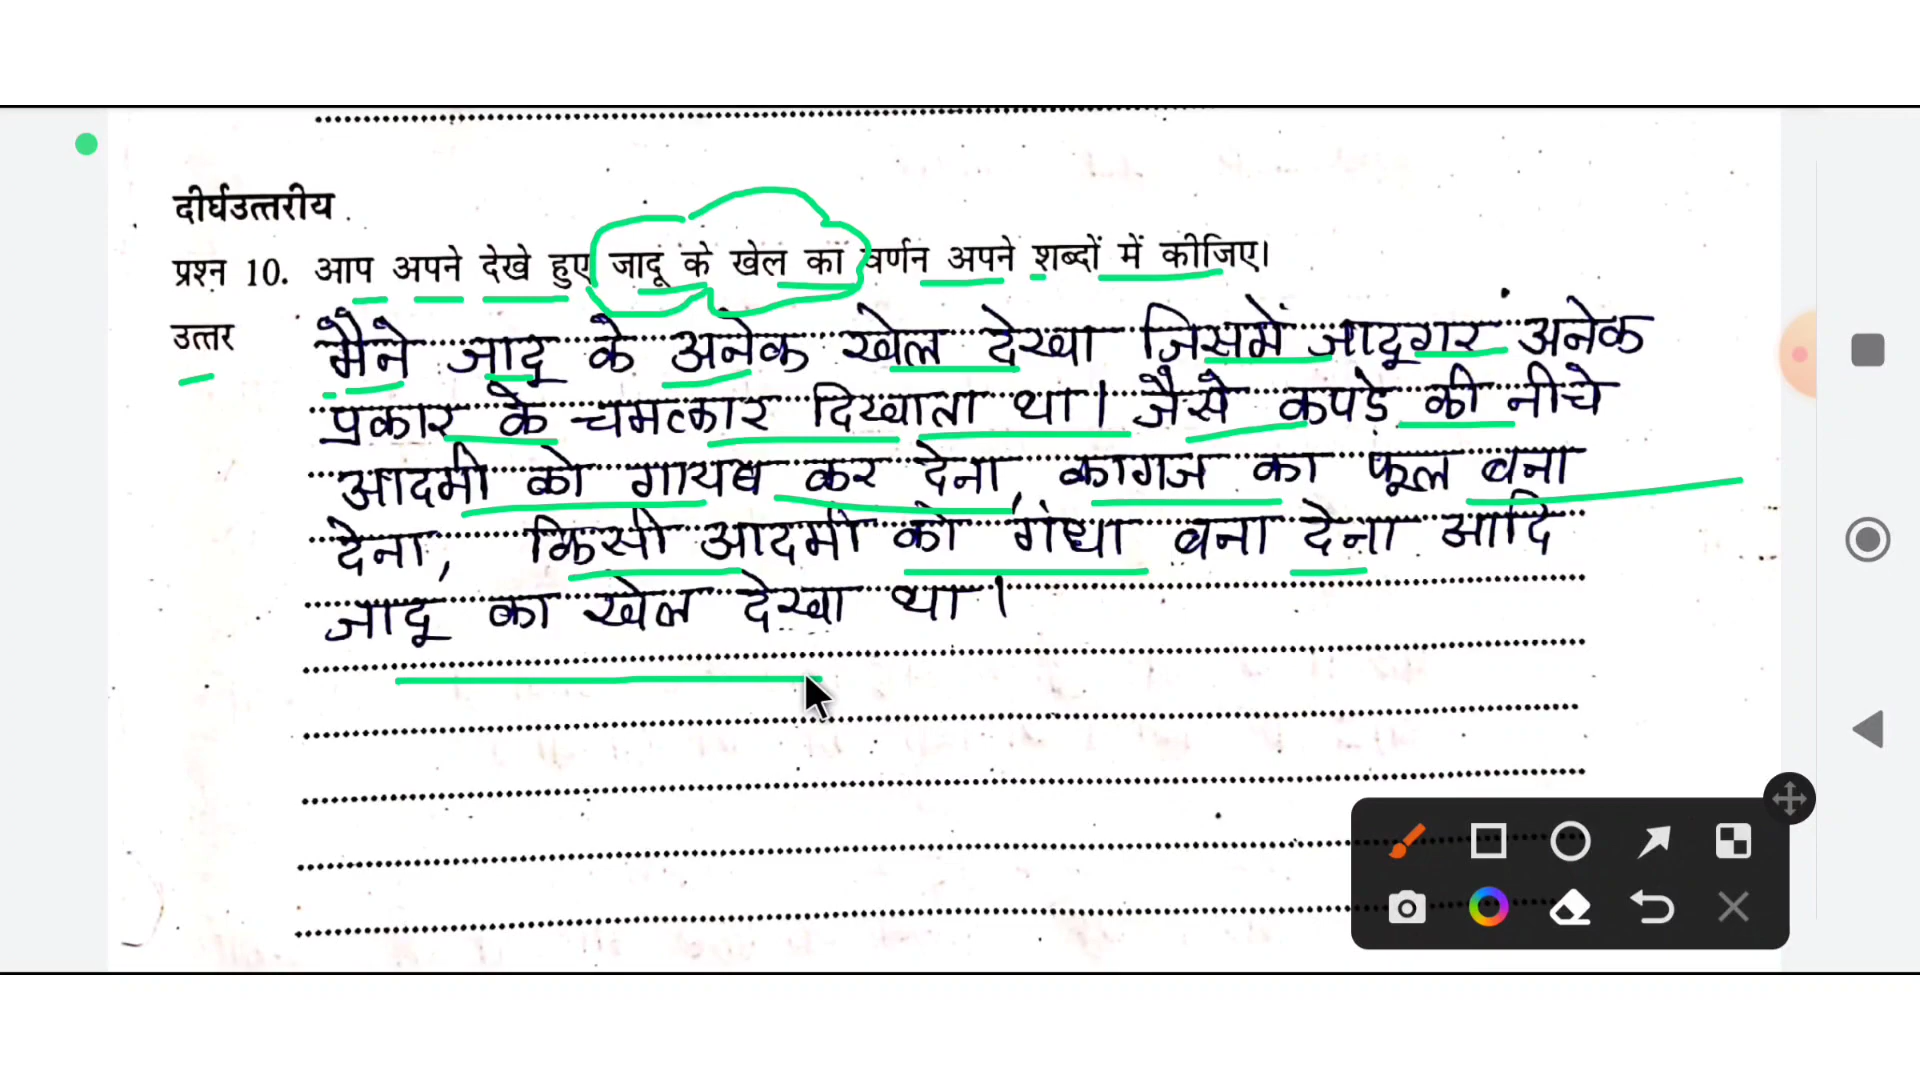 दीर्घउत्तरीय
प्रश्न 10. आप अपने देखे हुए जादू के खेल का वर्णन अपने शब्दों में कीजिए।
उत्तर मैंने जादू के अनेक खेल देखा जिसमें जादूगर अनेक
प्रकार के चमत्कार दिखाता था। जैसे कपड़े की नीचे
आदमी को गायब कर देना, कागज का फूल बना
देना, किसी आदमी को गंधा बना देना आदि
जादू का खेल देखा था।